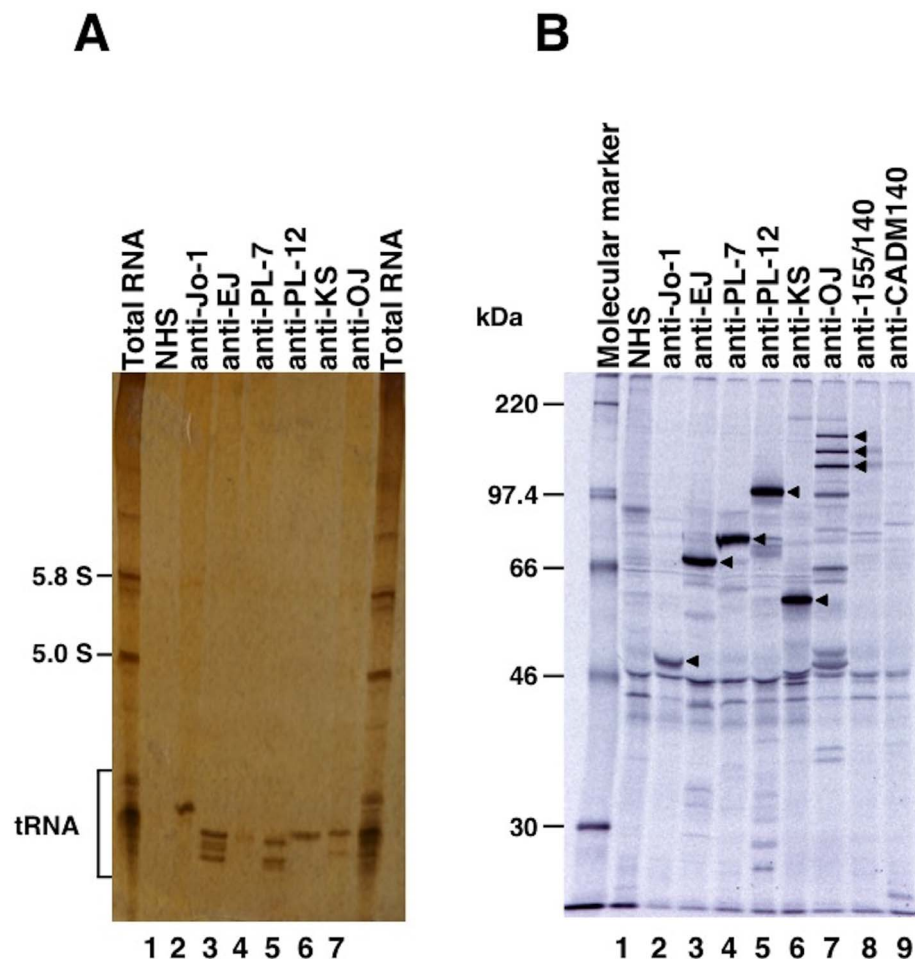 A
Total RNA
NHS
anti-Jo-1
anti-EJ
anti-PL-7
anti-PL-12
anti-KS
anti-OJ
Total RNA
5.8 S
5.0 S
tRNA
1 2 3 4 5 6 7
B
kDa
Molecular marker
NHS
anti-Jo-1
anti-EJ
anti-PL-7
anti-PL-12
anti-KS
anti-OJ
anti-155/140
anti-CADM140
220
97.4
66
46
30
1 2 3 4 5 6 7 8 9